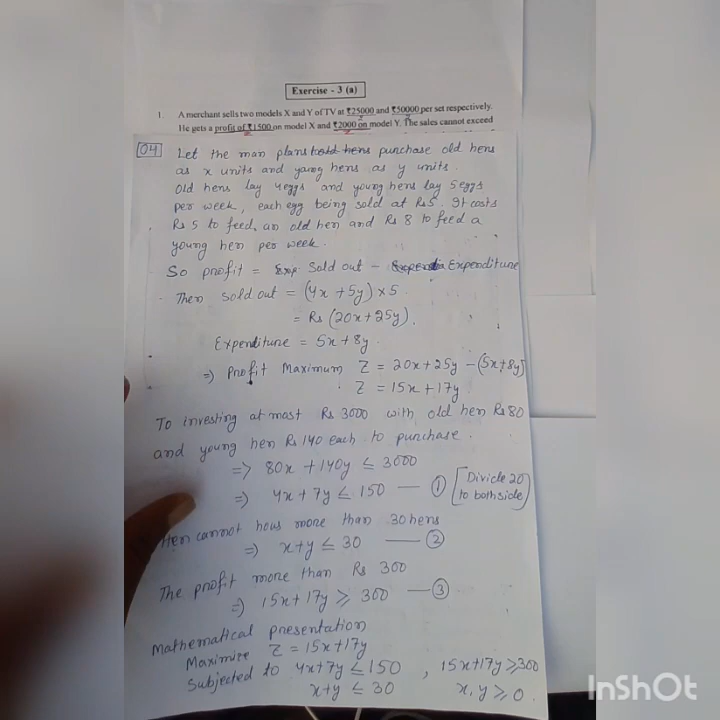 Exercise - 3 (a)
1. A merchant sells two models X and Y of TV at ₹25000 and ₹50000 per set respectively.
He gets a profit of ₹1500 on model X and ₹2000 on model Y. The sales cannot exceed
04 Let the man plans hold hens purchase old hens
as x units and young hens as y units.
Old hens lay 4eggs and young hens lay 5eggs
per week, each egg being sold at Rs5. It costs
Rs 5 to feed, an old hen and Rs 8 to feed a
young hen per week.
So profit = Exp Sold out - Expenditure
Then sold out = (4x + 5y) × 5
= Rs (20x + 25y).
Expenditure = 5x + 8y.
⇒ Profit Maximum Z = 20x + 25y - (5x + 8y)
Z = 15x + 17y
To investing at most Rs 3000 with old hen Rs 80
and young hen Rs 140 each to purchase.
⇒ 80x + 140y ≤ 3000
⇒ 4x + 7y ≤ 150 — ① [Divide 20
to both side]
Hen cannot hous more than 30 hens
⇒ x + y ≤ 30 — ②
The profit more than Rs 300
⇒ 15x + 17y ≥ 300 — ③
Mathematical presentation
Maximize Z = 15x + 17y
Subjected to 4x + 7y ≤ 150 , 15x + 17y ≥ 300
x + y ≤ 30 x, y ≥ 0.
InShOt